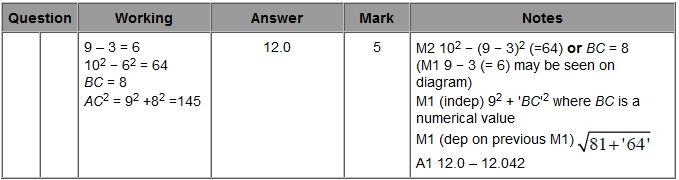 Question Working Answer Mark Notes
9 – 3 = 6 12.0 5 M2 10² – (9 – 3)² (=64) or BC = 8
10² – 6² = 64 (M1 9 – 3 (= 6) may be seen on
BC = 8 diagram)
AC² = 9² +8² =145 M1 (indep) 9² + 'BC'² where BC is a
numerical value
M1 (dep on previous M1) √81+'64'
A1 12.0 – 12.042